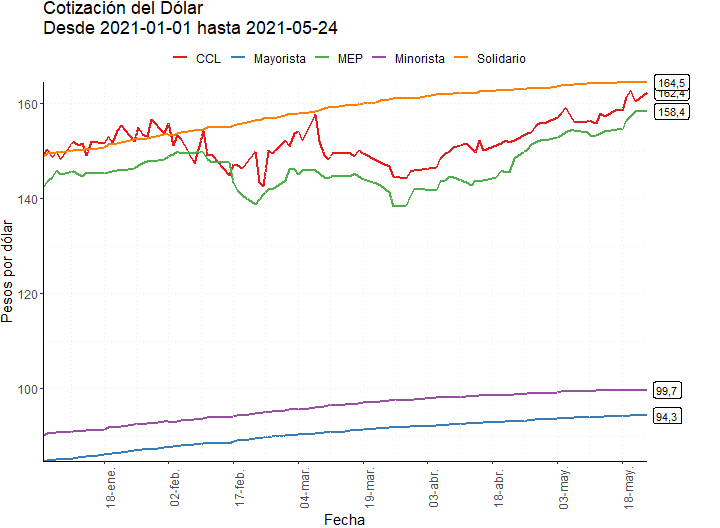 Cotización del Dólar
Desde 2021-01-01 hasta 2021-05-24
CCL Mayorista MEP Minorista Solidario
Pesos por dólar
160
140
120
100
164,5
162,4
158,4
99,7
94,3
18-ene.
02-feb.
17-feb.
04-mar.
19-mar.
03-abr.
18-abr.
03-may.
18-may.
Fecha